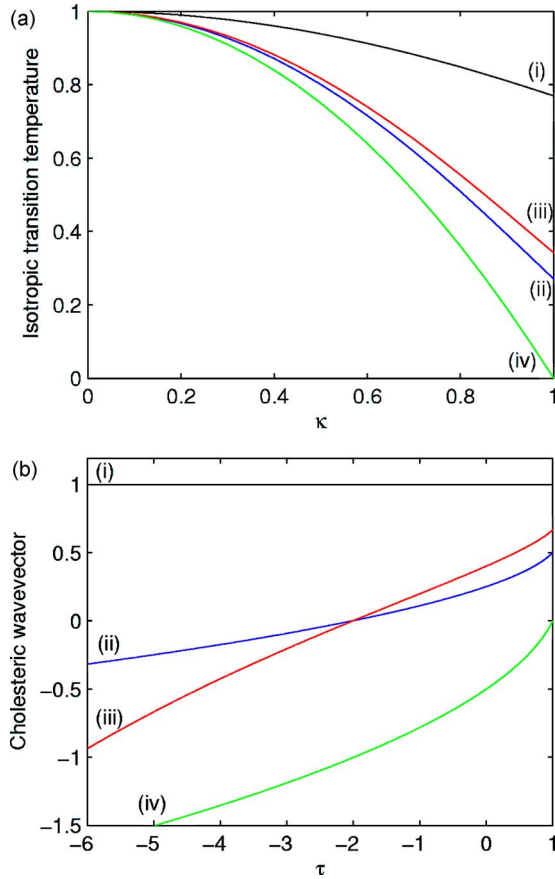 (a)
Isotropic transition temperature
1
0.8
0.6
0.4
0.2
0
(i)
(iii)
(ii)
(iv)
0 0.2 0.4 0.6 0.8 1
κ
(b)
Cholesteric wavevector
1
0.5
0
−0.5
−1
−1.5
(i)
(ii)
(iii)
(iv)
−6 −5 −4 −3 −2 −1 0 1
τ